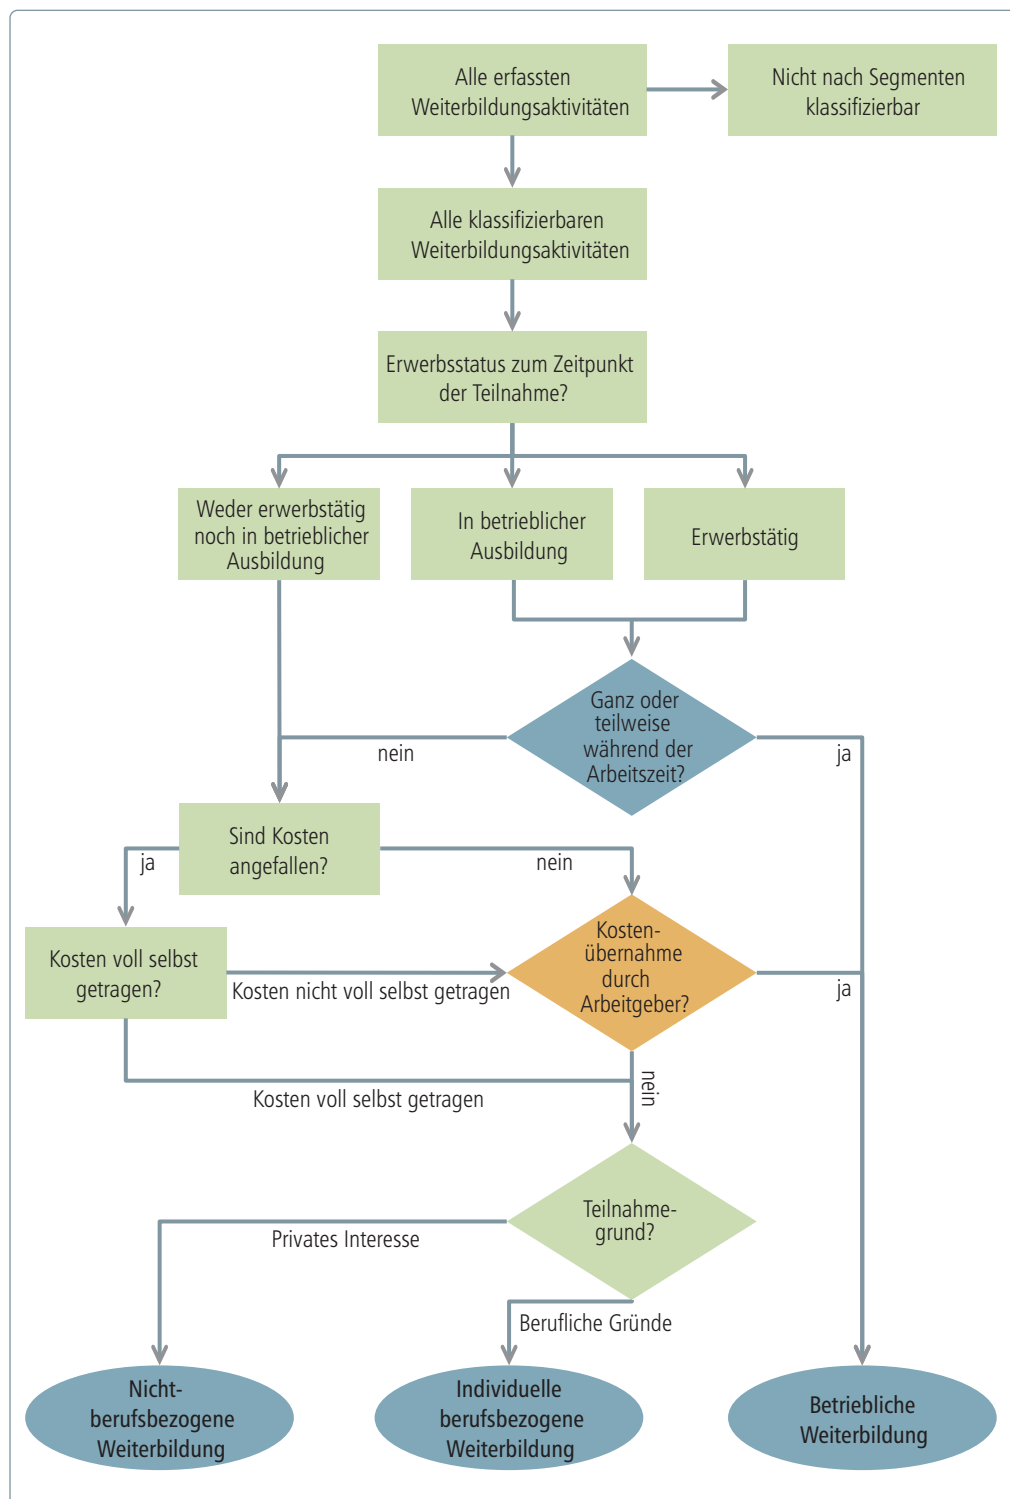 Alle erfassten
Weiterbildungsaktivitäten
Nicht nach Segmenten
klassifizierbar
Alle klassifizierbaren
Weiterbildungsaktivitäten
Erwerbsstatus zum Zeitpunkt
der Teilnahme?
Weder erwerbstätig
noch in betrieblicher
Ausbildung
In betrieblicher
Ausbildung
Erwerbstätig
Ganz oder
teilweise
während der
Arbeitszeit?
nein
ja
Sind Kosten
angefallen?
ja
nein
Kosten voll selbst
getragen?
Kosten nicht voll selbst getragen
Kosten-
übernahme
durch
Arbeitgeber?
ja
nein
Kosten voll selbst getragen
Teilnahme-
grund?
Privates Interesse
Berufliche Gründe
Nicht-
berufsbezogene
Weiterbildung
Individuelle
berufsbezogene
Weiterbildung
Betriebliche
Weiterbildung